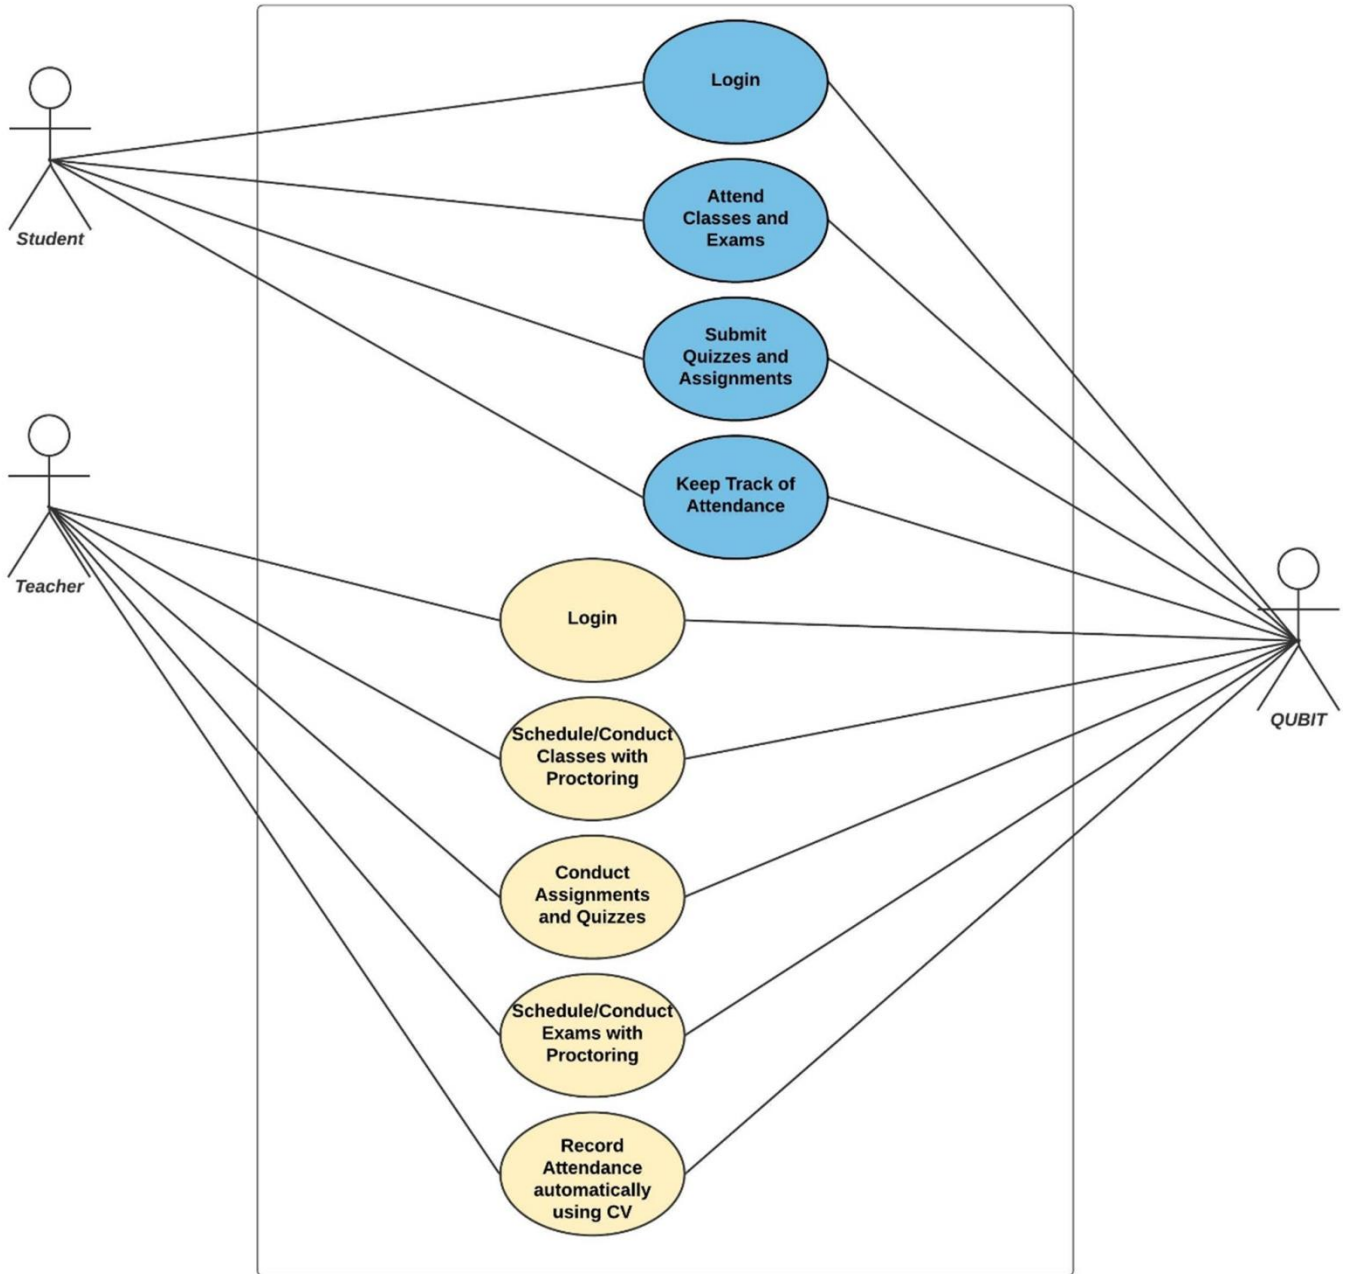 Login
Attend
Classes and
Exams
Student
Submit
Quizzes and
Assignments
Keep Track of
Attendance
Teacher
Login
QUBIT
Schedule/Conduct
Classes with
Proctoring
Conduct
Assignments
and Quizzes
Schedule/Conduct
Exams with
Proctoring
Record
Attendance
automatically
using CV